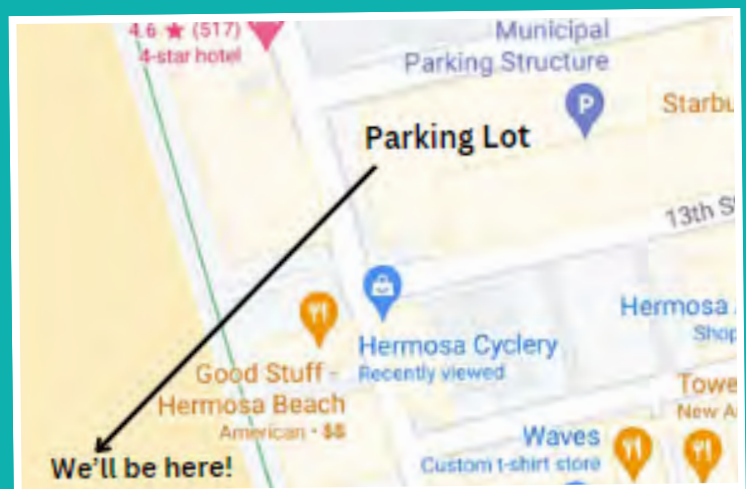 4.6 ★ (517)
4-star hotel
Municipal
Parking Structure
P
Parking Lot
13th
Hermosa
Hermosa Cyclery
Recently viewed
Good Stuff -
Hermosa Beach
American · $$
Waves
Custom t-shirt store
We'll be here!